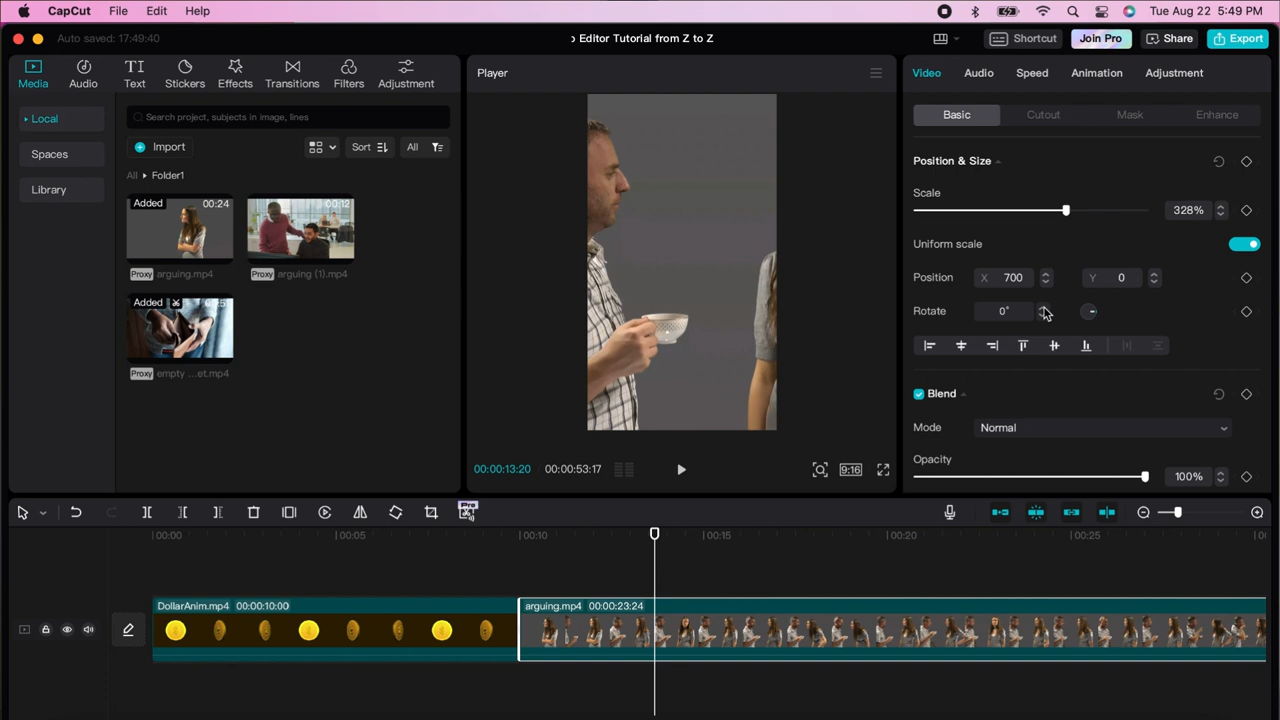 CapCut File Edit Help Tue Aug 22 5:49 PM
Auto saved: 17:49:40 Editor Tutorial from Z to Z Shortcut Join Pro Share Export
Media Audio Text Stickers Effects Transitions Filters Adjustment
Player
Video Audio Speed Animation Adjustment
Local
Spaces
Library
Search project, subjects in image, lines
Import Sort All
All Folder1
Added 00:24
Proxy arguing.mp4
00:12
Proxy arguing (1).mp4
Added
Proxy empty ...et.mp4
00:00:13:20 00:00:53:17 9:16
Basic Cutout Mask Enhance
Position & Size
Scale
328%
Uniform scale
Position X 700 Y 0
Rotate 0°
Blend
Mode Normal
Opacity
100%
Pro
00:00 00:05 00:10 00:15 00:20 00:25
DollarAnim.mp4 00:00:10:00 arguing.mp4 00:00:23:24